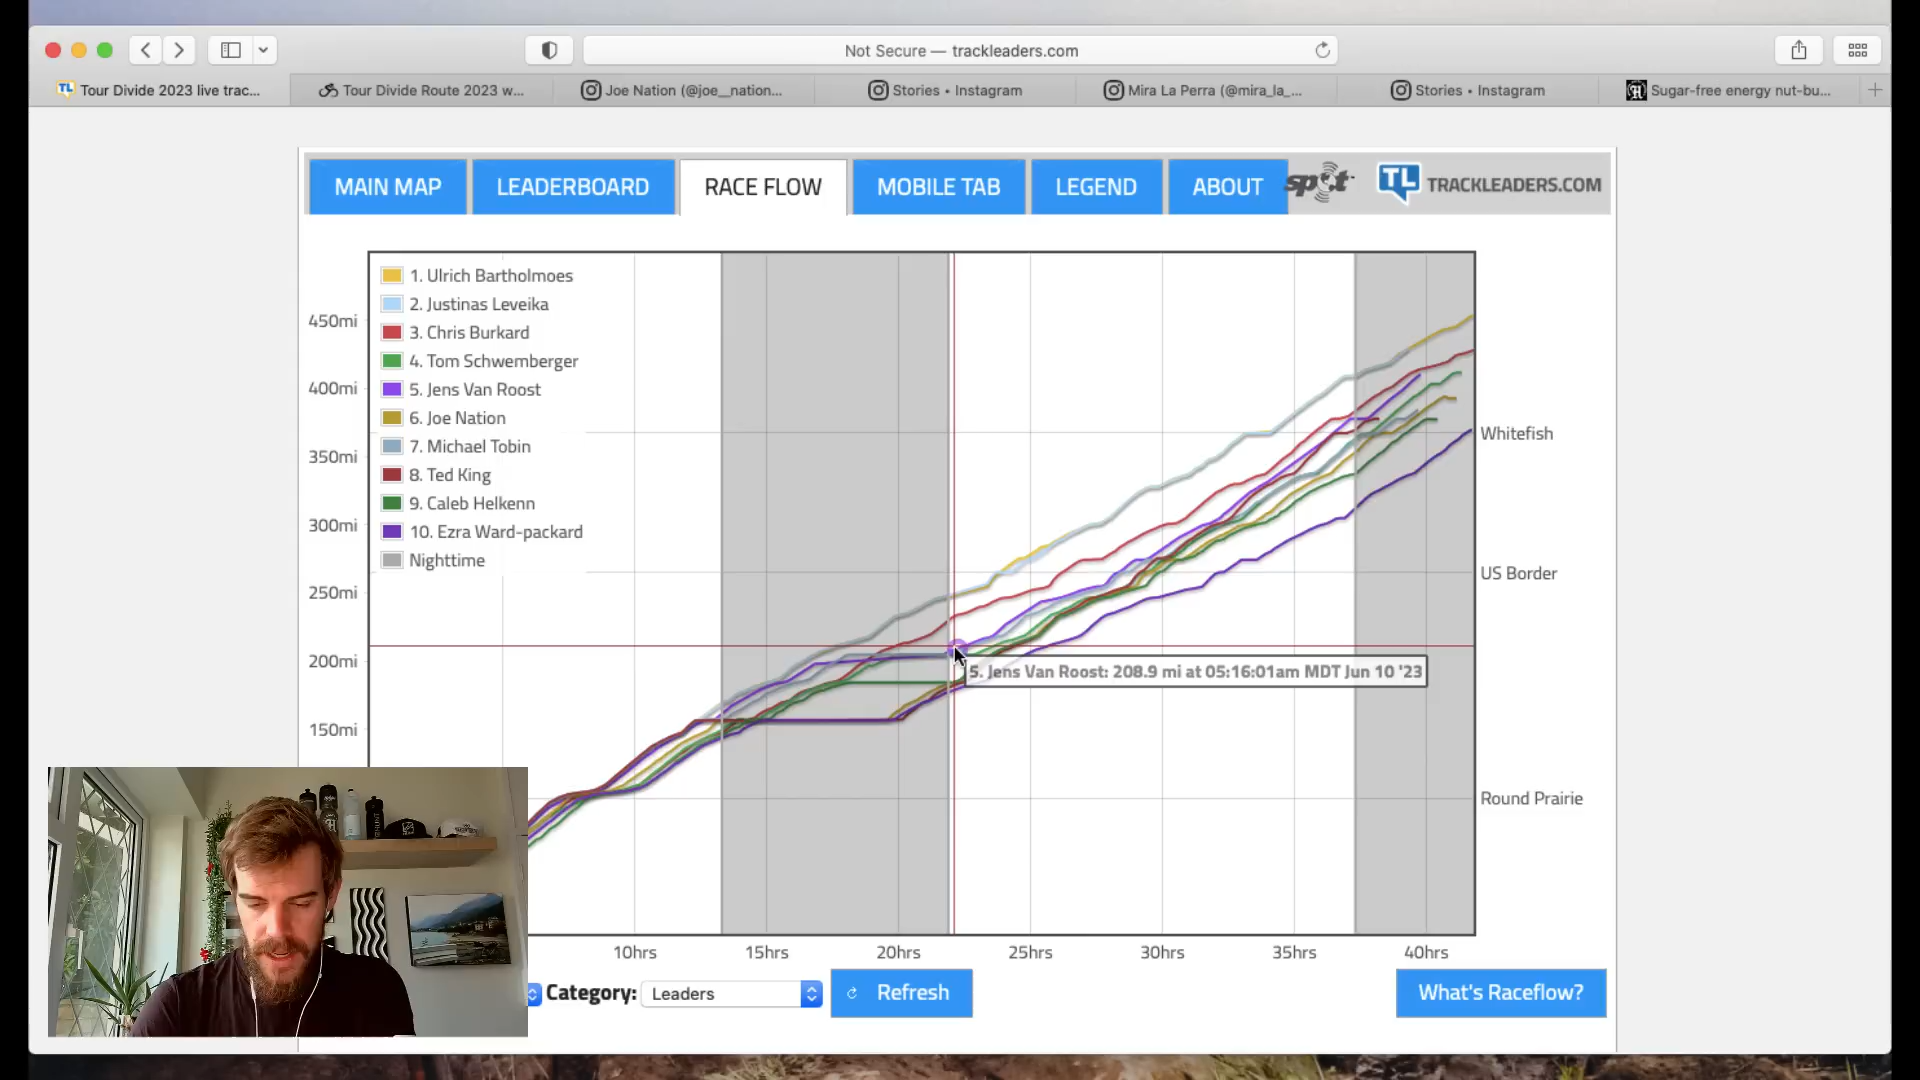 Not Secure — trackleaders.com
TL Tour Divide 2023 live trac...
Tour Divide Route 2023 w...
Joe Nation (@joe__nation...
Stories • Instagram
Mira La Perra (@mira_la_...
Stories • Instagram
Sugar-free energy nut-bu...
MAIN MAP
LEADERBOARD
RACE FLOW
MOBILE TAB
LEGEND
ABOUT
spot
TL TRACKLEADERS.COM
1. Ulrich Bartholmoes
2. Justinas Leveika
3. Chris Burkard
4. Tom Schwemberger
5. Jens Van Roost
6. Joe Nation
7. Michael Tobin
8. Ted King
9. Caleb Helkenn
10. Ezra Ward-packard
Nighttime
450mi
400mi
350mi
300mi
250mi
200mi
150mi
Whitefish
US Border
Round Prairie
5. Jens Van Roost: 208.9 mi at 05:16:01am MDT Jun 10 '23
10hrs
15hrs
20hrs
25hrs
30hrs
35hrs
40hrs
Category:
Leaders
Refresh
What's Raceflow?